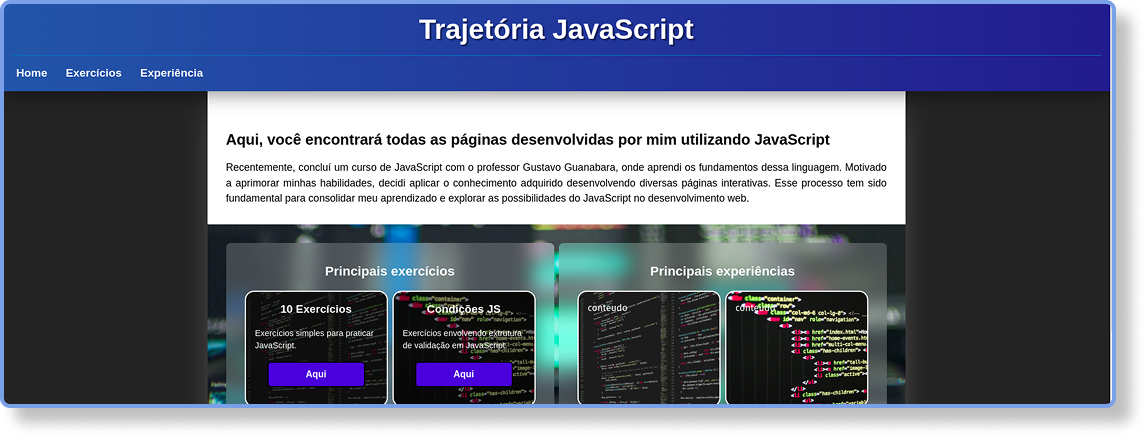 Trajetória JavaScript
Home Exercícios Experiência
Aqui, você encontrará todas as páginas desenvolvidas por mim utilizando JavaScript
Recentemente, concluí um curso de JavaScript com o professor Gustavo Guanabara, onde aprendi os fundamentos dessa linguagem. Motivado
a aprimorar minhas habilidades, decidi aplicar o conhecimento adquirido desenvolvendo diversas páginas interativas. Esse processo tem sido
fundamental para consolidar meu aprendizado e explorar as possibilidades do JavaScript no desenvolvimento web.
Principais exercícios
10 Exercícios
Exercícios simples para praticar
JavaScript.
Aqui
Condições JS
Exercícios envolvendo extrutura
de validação em JavaScript.
Aqui
Principais experiências
conteudo
conteudo